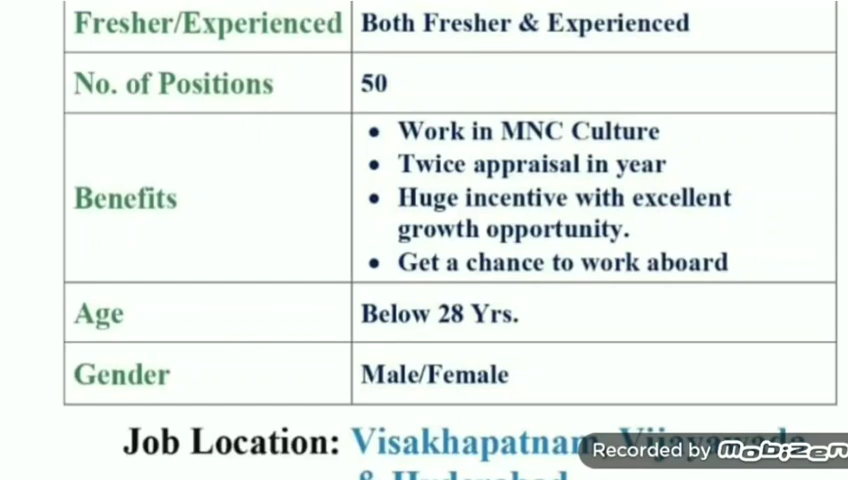 Fresher/Experienced Both Fresher & Experienced
No. of Positions 50
Benefits
• Work in MNC Culture
• Twice appraisal in year
• Huge incentive with excellent
growth opportunity.
• Get a chance to work aboard
Age Below 28 Yrs.
Gender Male/Female
Job Location: Visakhapatnam, Vijayawada
& Hyderabad
Recorded by mobizen